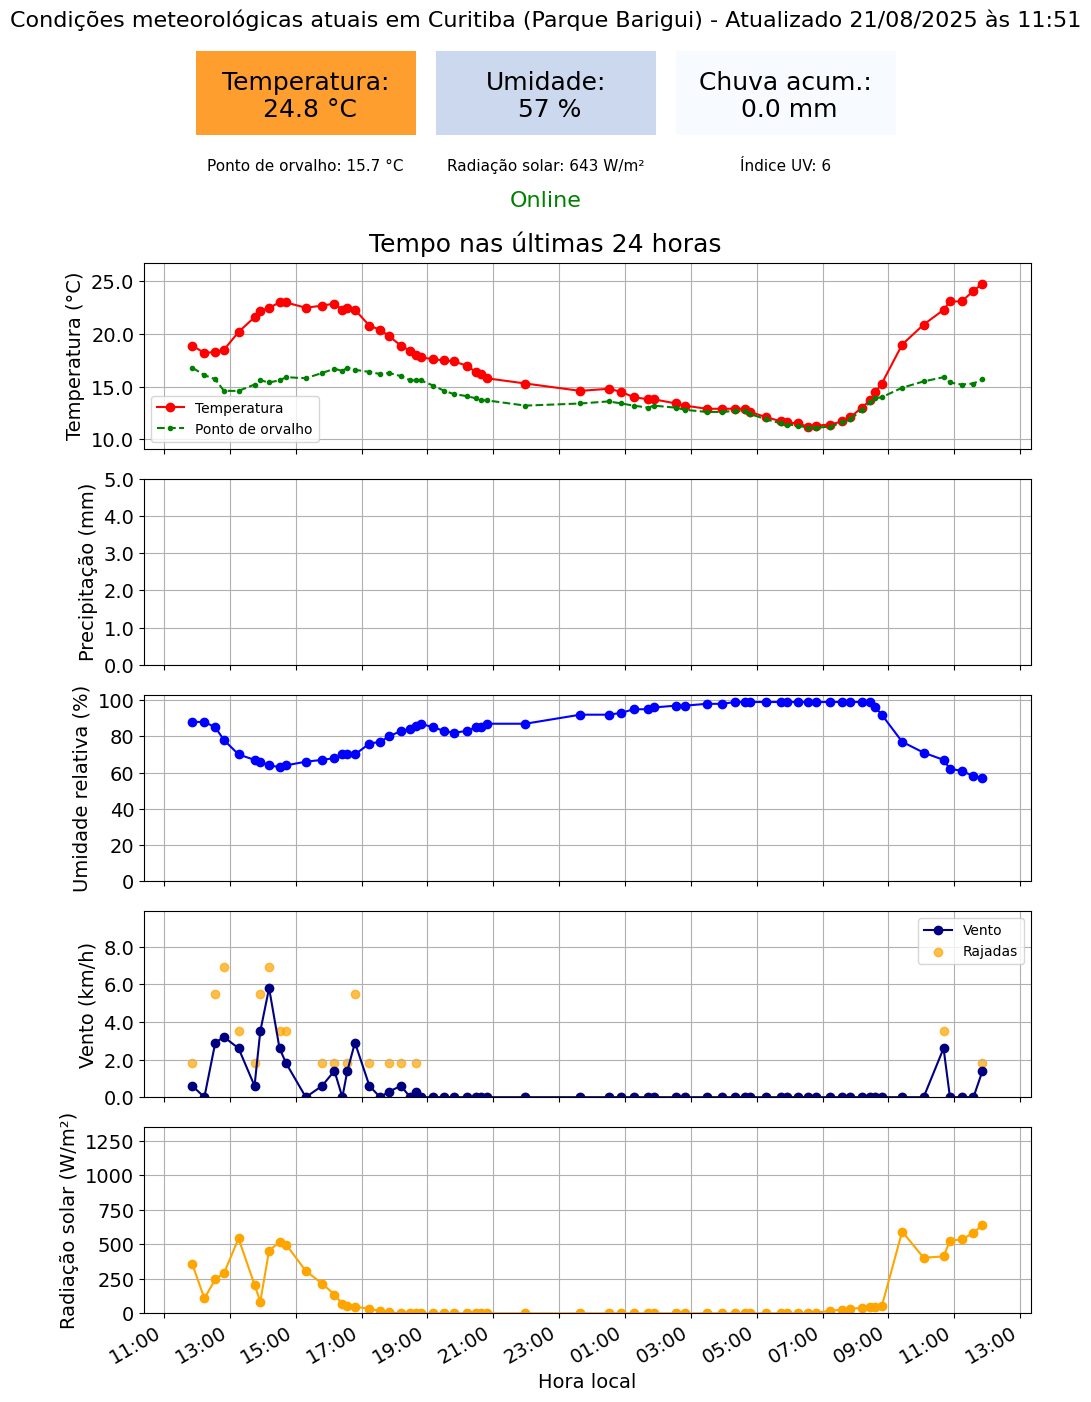 Condições meteorológicas atuais em Curitiba (Parque Barigui) - Atualizado 21/08/2025 às 11:51
Temperatura:
24.8 °C
Umidade:
57 %
Chuva acum.:
0.0 mm
Ponto de orvalho: 15.7 °C
Radiação solar: 643 W/m²
Índice UV: 6
Online
Tempo nas últimas 24 horas
Temperatura (°C)
25.0
20.0
15.0
10.0
Temperatura
Ponto de orvalho
Precipitação (mm)
5.0
4.0
3.0
2.0
1.0
0.0
Umidade relativa (%)
100
80
60
40
20
0
Vento (km/h)
8.0
6.0
4.0
2.0
0.0
Vento
Rajadas
Radiação solar (W/m²)
1250
1000
750
500
250
0
11:00
13:00
15:00
17:00
19:00
21:00
23:00
01:00
03:00
05:00
07:00
09:00
11:00
13:00
Hora local